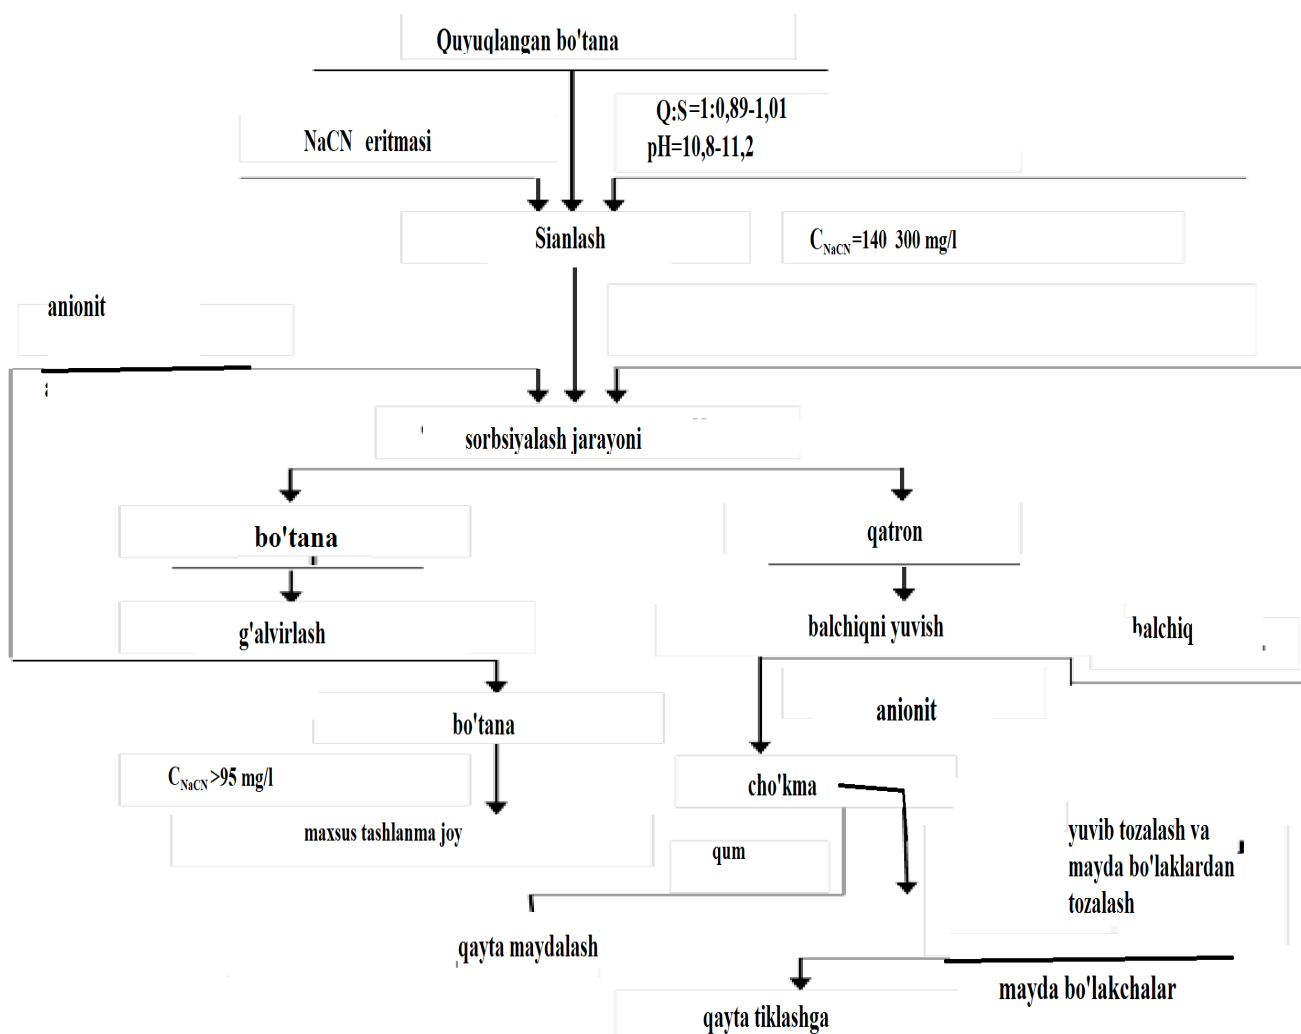 Quyuqlangan bo'tana
NaCN eritmasi
Q:S=1:0,89-1,01
pH=10,8-11,2
Sianlash
C_NaCN=140 300 mg/l
anionit
sorbsiyalash jarayoni
bo'tana
qatron
g'alvirlash
balchiqni yuvish
balchiq
bo'tana
anionit
C_NaCN>95 mg/l
cho'kma
maxsus tashlanma joy
qum
yuvib tozalash va
mayda bo'laklardan
tozalash
qayta maydalash
mayda bo'lakchalar
qayta tiklashga